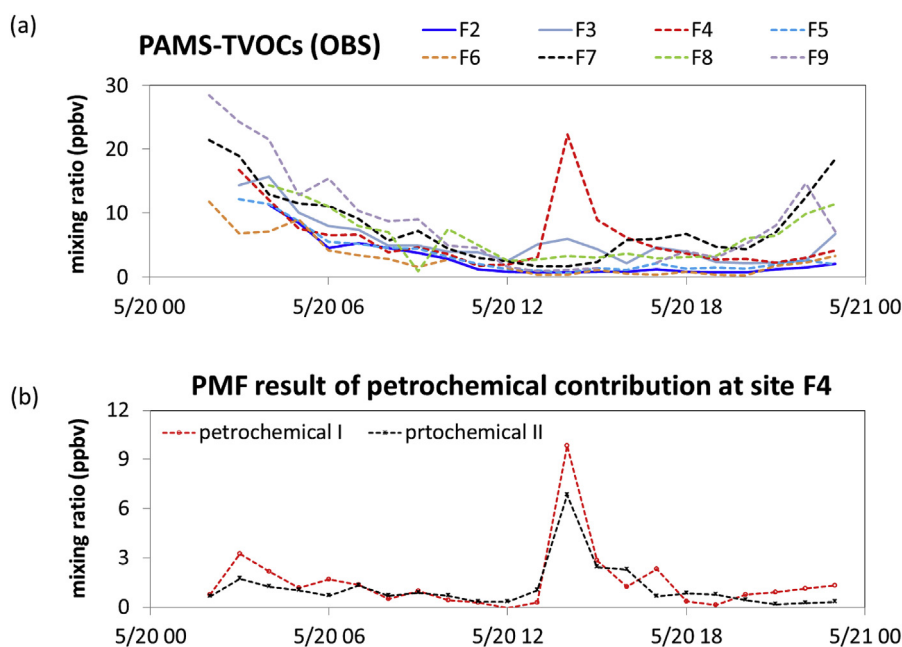 (a)
PAMS-TVOCs (OBS)
F2 F3 F4 F5
F6 F7 F8 F9
mixing ratio (ppbv)
30
20
10
0
5/20 00 5/20 06 5/20 12 5/20 18 5/21 00
(b)
PMF result of petrochemical contribution at site F4
petrochemical I prtochemical II
mixing ratio (ppbv)
12
9
6
3
0
5/20 00 5/20 06 5/20 12 5/20 18 5/21 00